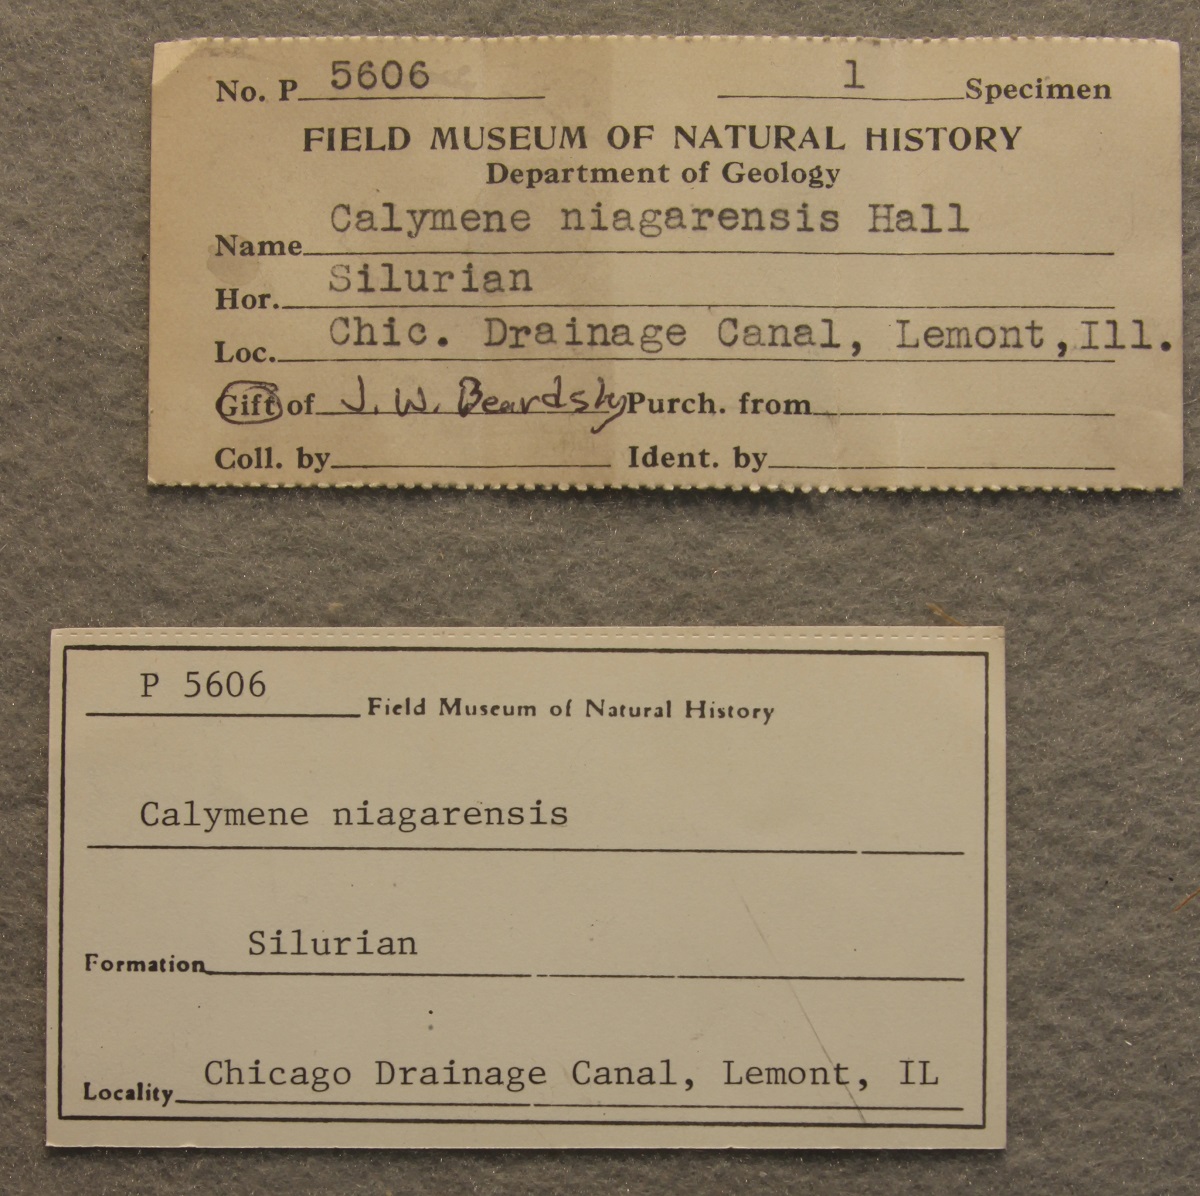 No. P 5606 1 Specimen
FIELD MUSEUM OF NATURAL HISTORY
Department of Geology
Name Calymene niagarensis Hall
Hor. Silurian
Loc. Chic. Drainage Canal, Lemont, Ill.
Gift of J. W. Beardsly Purch. from
Coll. by Ident. by
P 5606 Field Museum of Natural History
Calymene niagarensis
Formation Silurian
Locality Chicago Drainage Canal, Lemont, IL